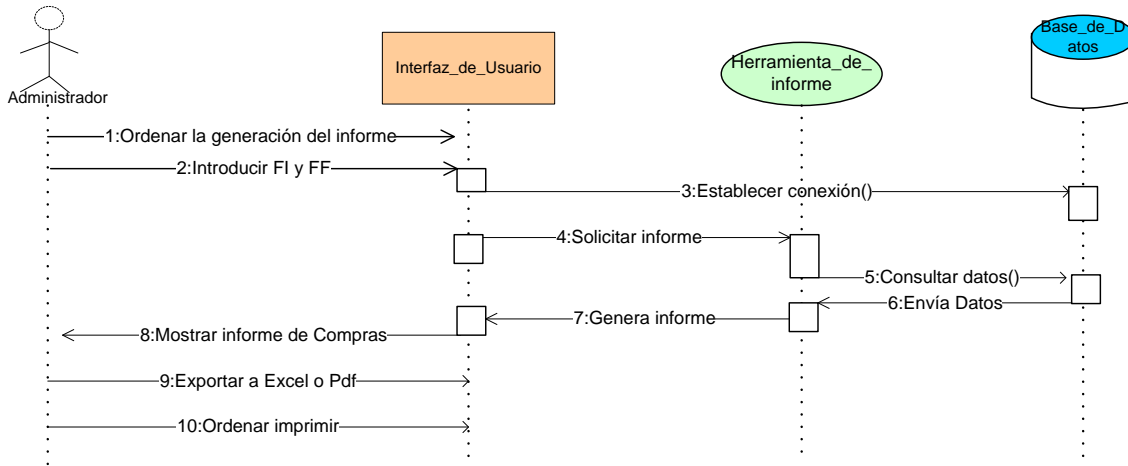 Administrador
Interfaz_de_Usuario
Herramienta_de_
informe
Base_de_D
atos
1:Ordenar la generación del informe
2:Introducir FI y FF
3:Establecer conexión()
4:Solicitar informe
5:Consultar datos()
6:Envía Datos
7:Genera informe
8:Mostrar informe de Compras
9:Exportar a Excel o Pdf
10:Ordenar imprimir